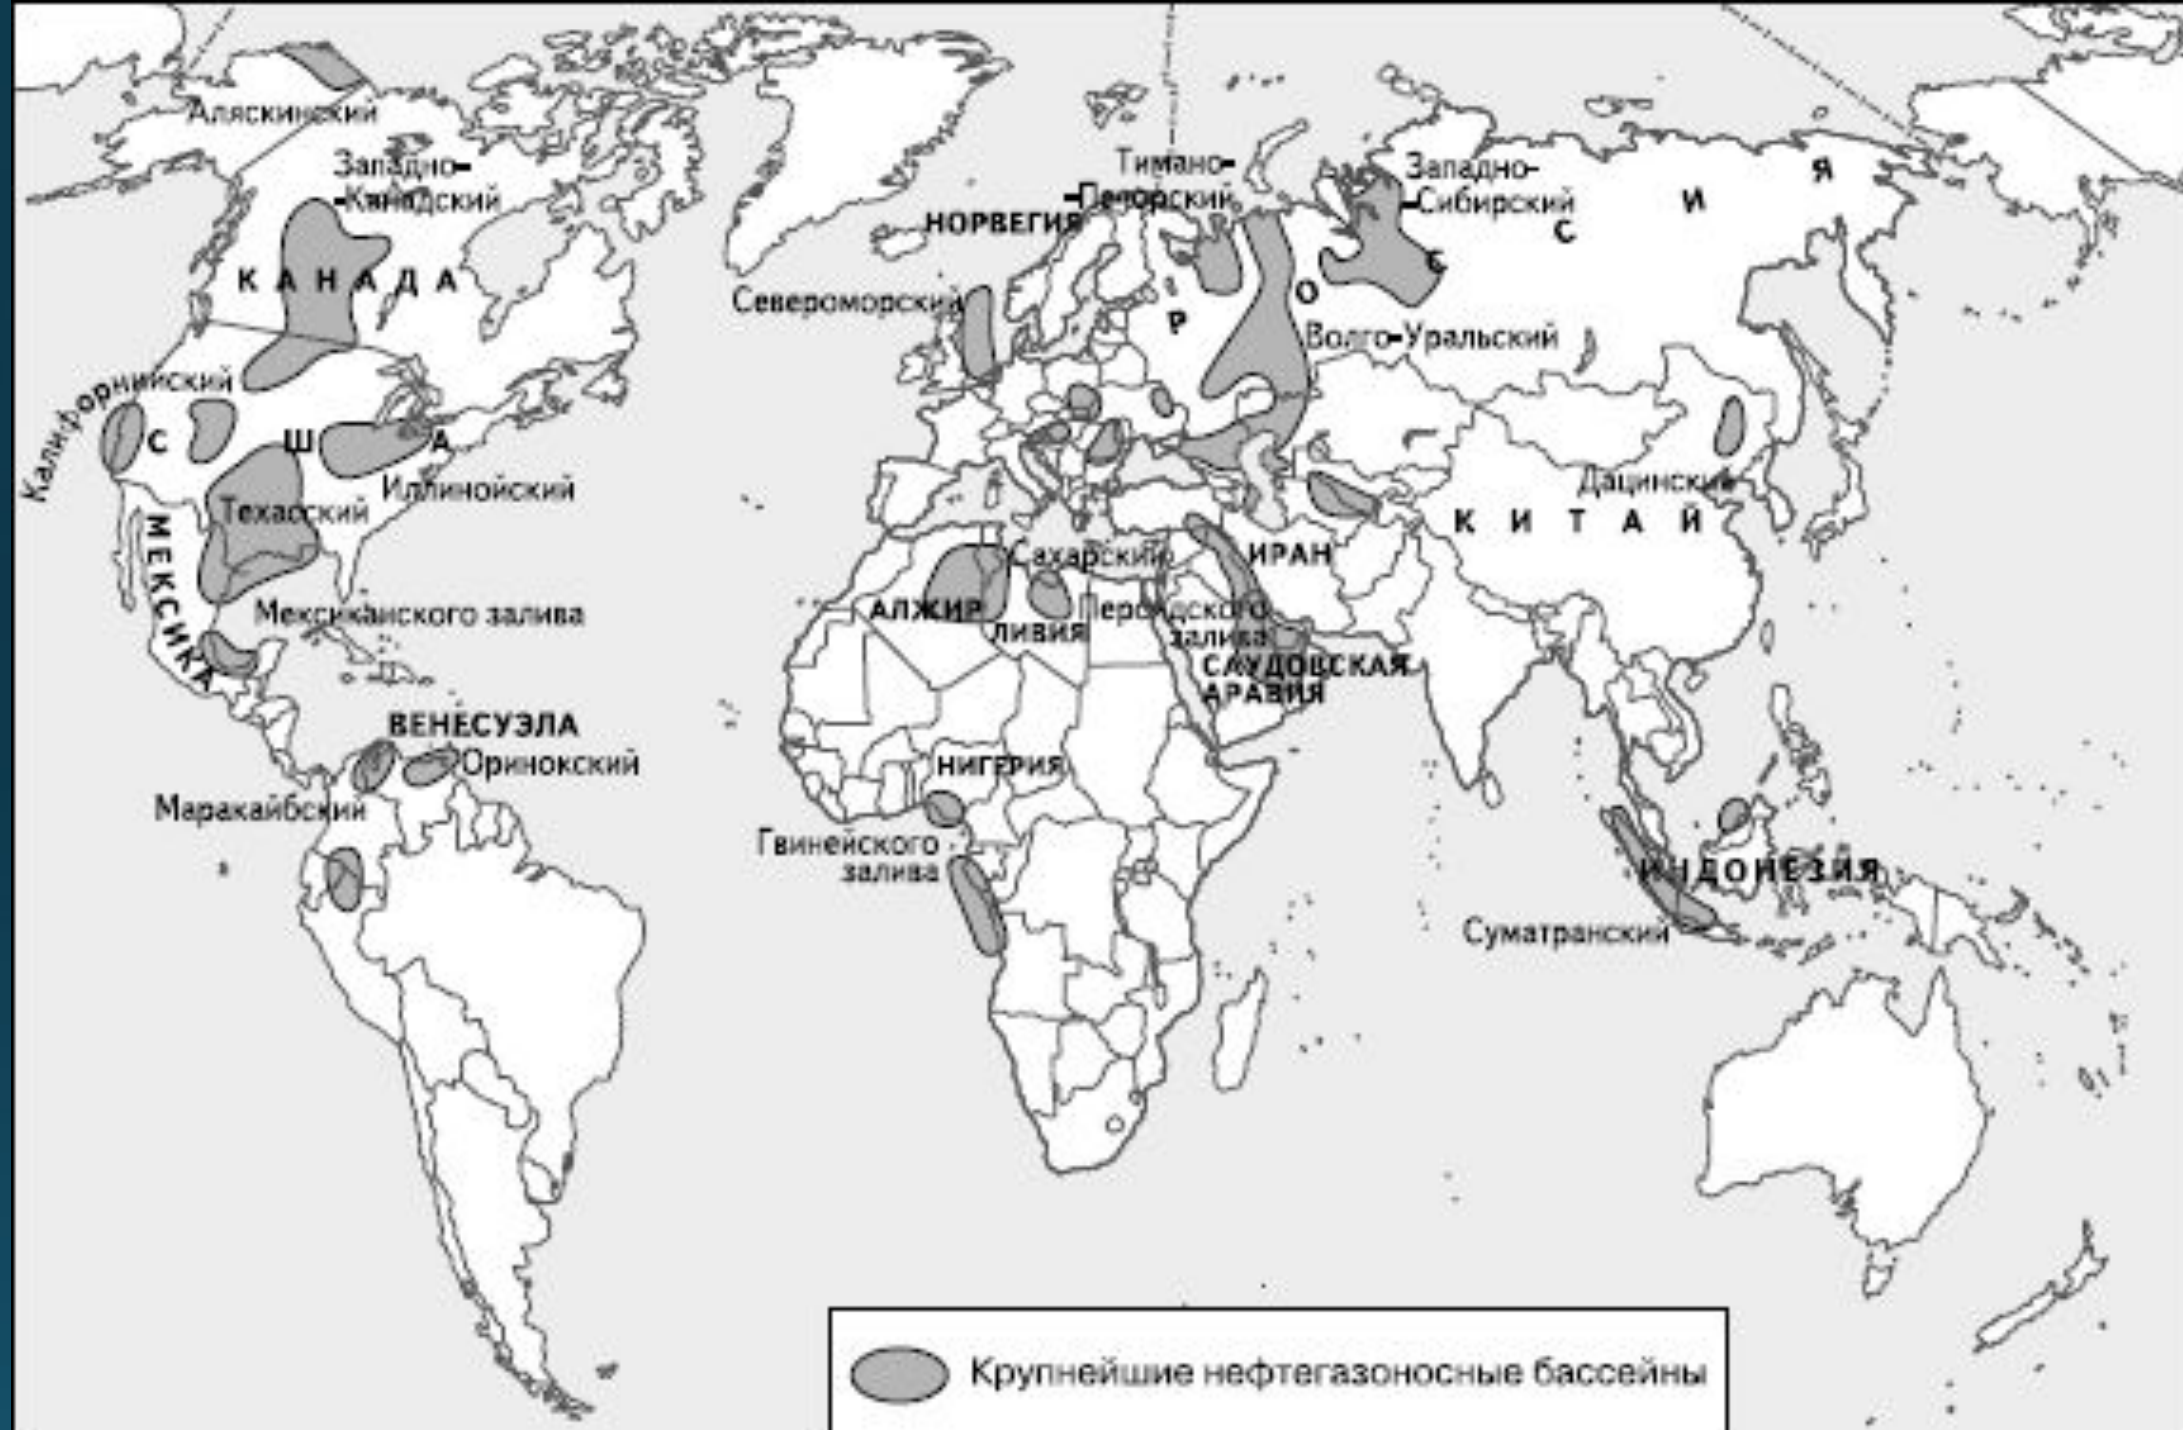 Аляскинский
Западно-
-Канадский
КАНАДА
Калифорнийский
США
Иллинойский
Техасский
МЕКСИКА
Мексиканского залива
ВЕНЕСУЭЛА
Оринокский
Маракайбский
Тимано-
-Печорский
НОРВЕГИЯ
Североморский
Западно-
-Сибирский
РОССИЯ
Волго-Уральский
Дацинский
КИТАЙ
Сахарский
ИРАН
АЛЖИР
ЛИВИЯ
Персидского
залива
САУДОВСКАЯ
АРАВИЯ
НИГЕРИЯ
Гвинейского
залива
ИНДОНЕЗИЯ
Суматранский
Крупнейшие нефтегазоносные бассейны